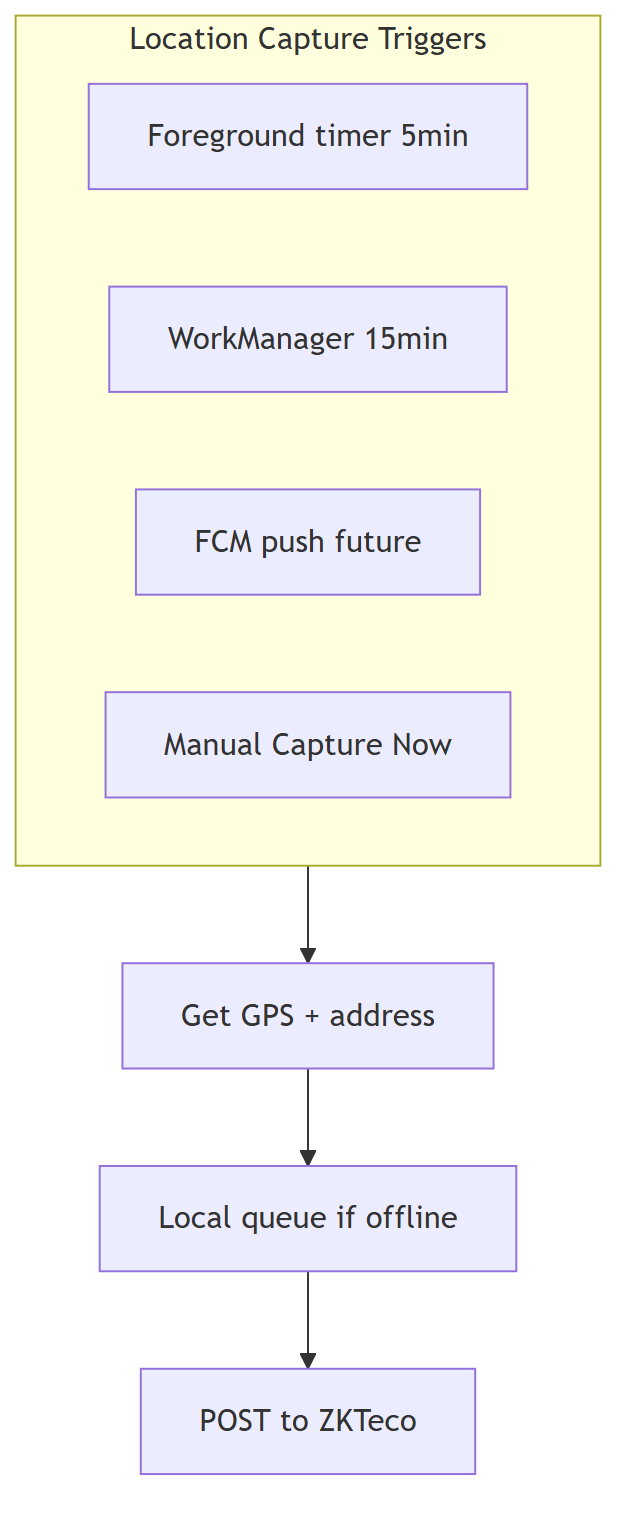 Location Capture Triggers
Foreground timer 5min
WorkManager 15min
FCM push future
Manual Capture Now
Get GPS + address
Local queue if offline
POST to ZKTeco